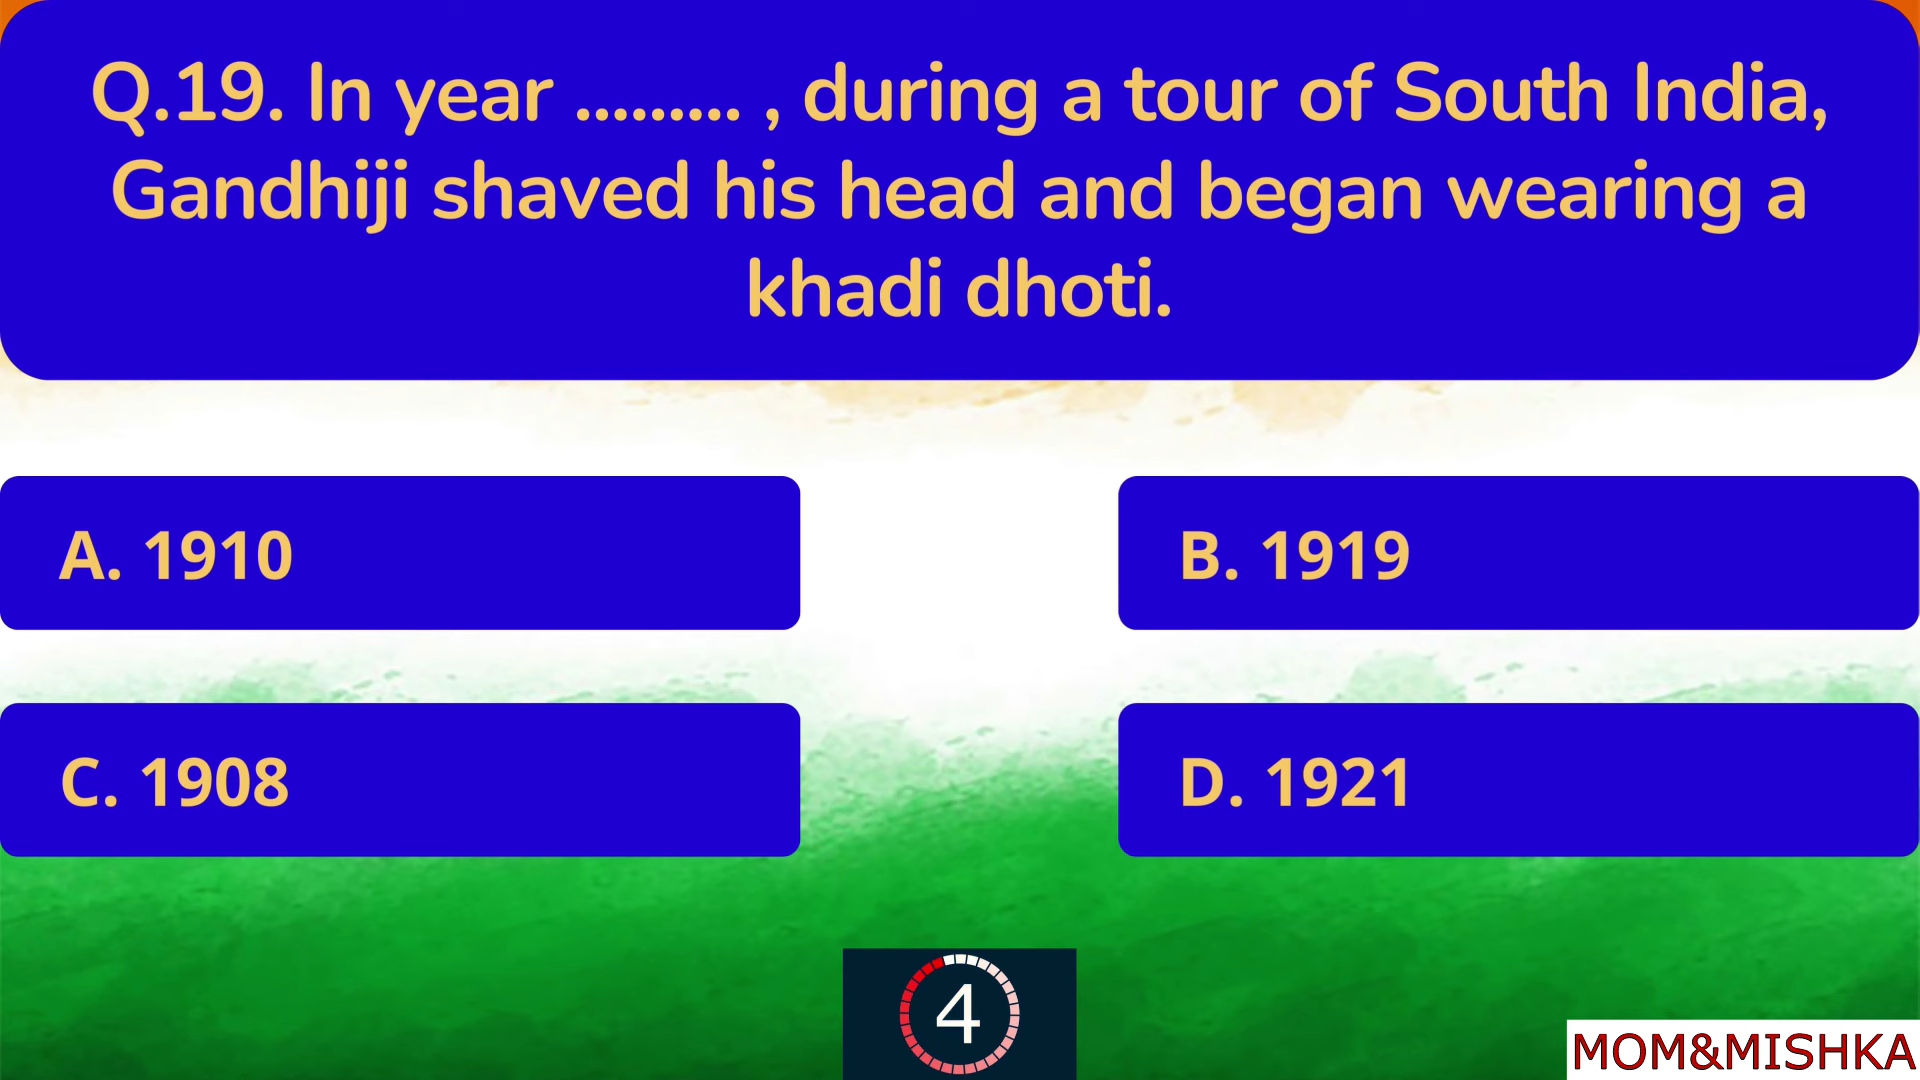 Q.19. In year ......... , during a tour of South India,
Gandhiji shaved his head and began wearing a
khadi dhoti.
A. 1910
B. 1919
C. 1908
D. 1921
4
MOM&MISHKA